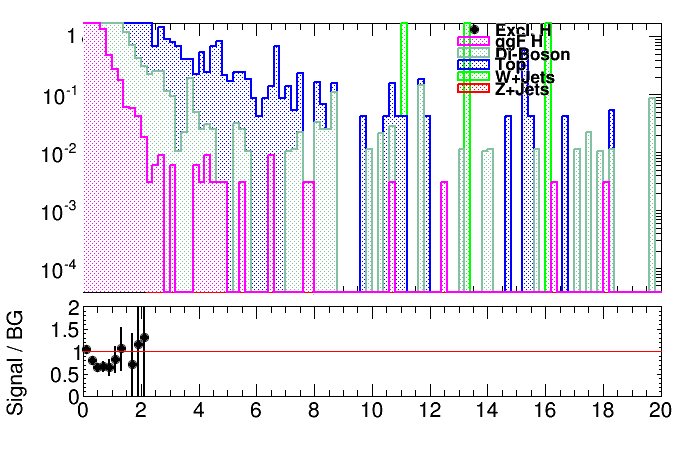 1
10⁻¹
10⁻²
10⁻³
10⁻⁴
Excl. H
ggF H
Di-Boson
Top
W+Jets
Z+Jets
Signal / BG
2
1.5
1
0.5
0
0 2 4 6 8 10 12 14 16 18 20